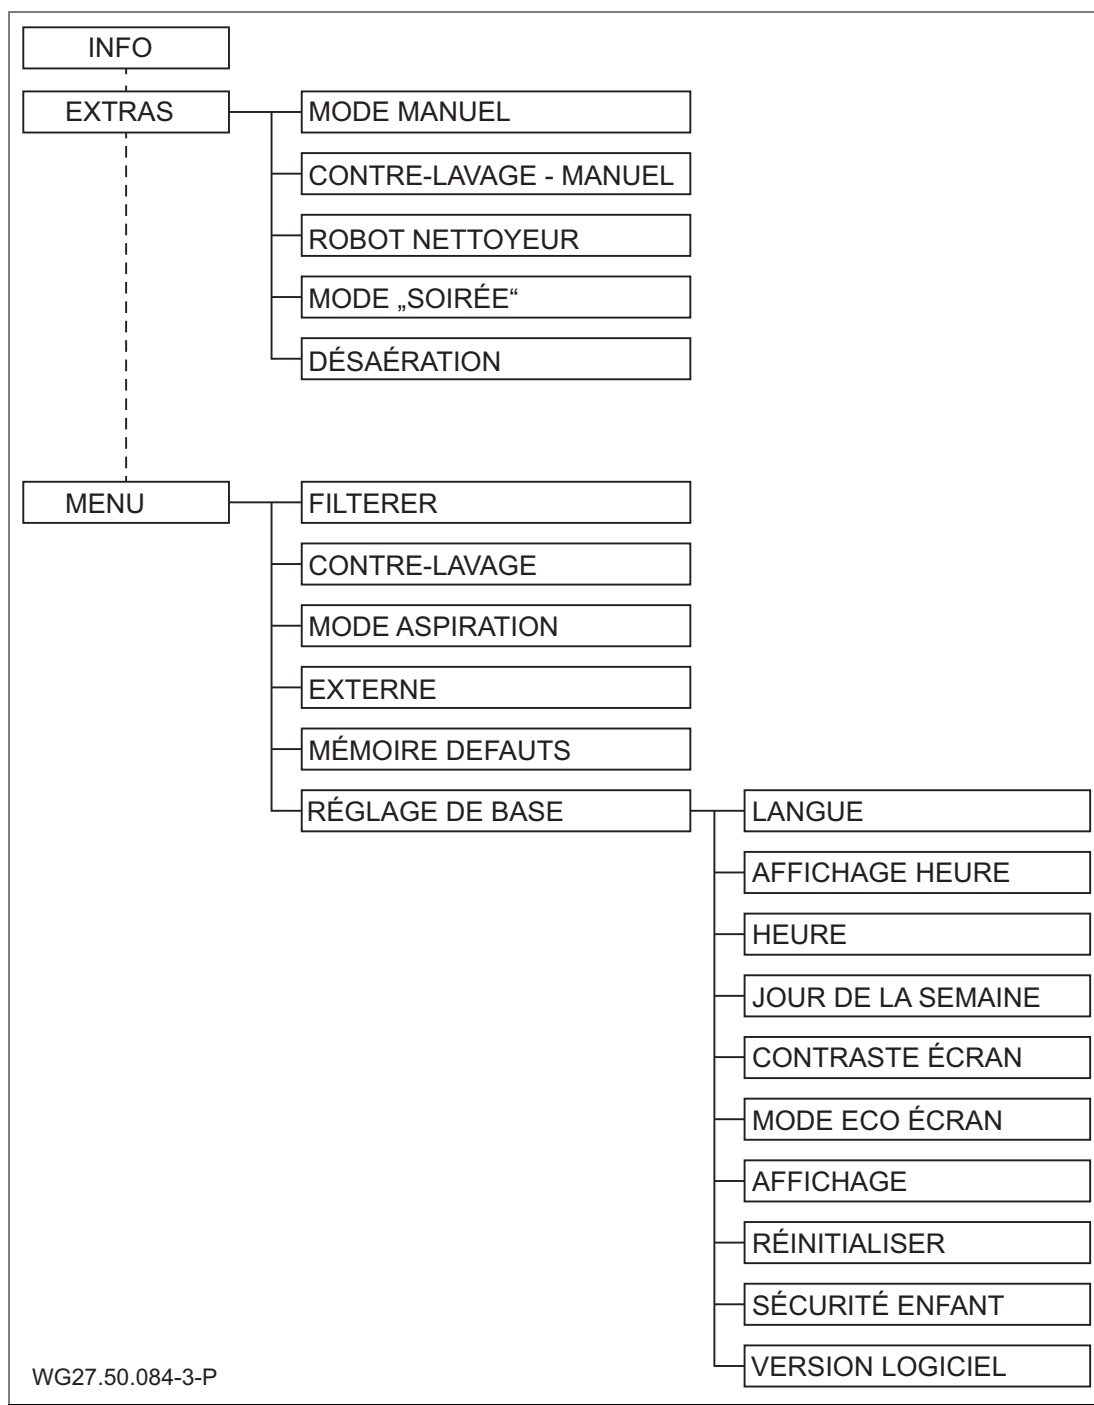 INFO
EXTRAS
MODE MANUEL
CONTRE-LAVAGE - MANUEL
ROBOT NETTOYEUR
MODE „SOIRÉE“
DÉSAÉRATION
MENU
FILTERER
CONTRE-LAVAGE
MODE ASPIRATION
EXTERNE
MÉMOIRE DEFAUTS
RÉGLAGE DE BASE
LANGUE
AFFICHAGE HEURE
HEURE
JOUR DE LA SEMAINE
CONTRASTE ÉCRAN
MODE ECO ÉCRAN
AFFICHAGE
RÉINITIALISER
SÉCURITÉ ENFANT
VERSION LOGICIEL
WG27.50.084-3-P